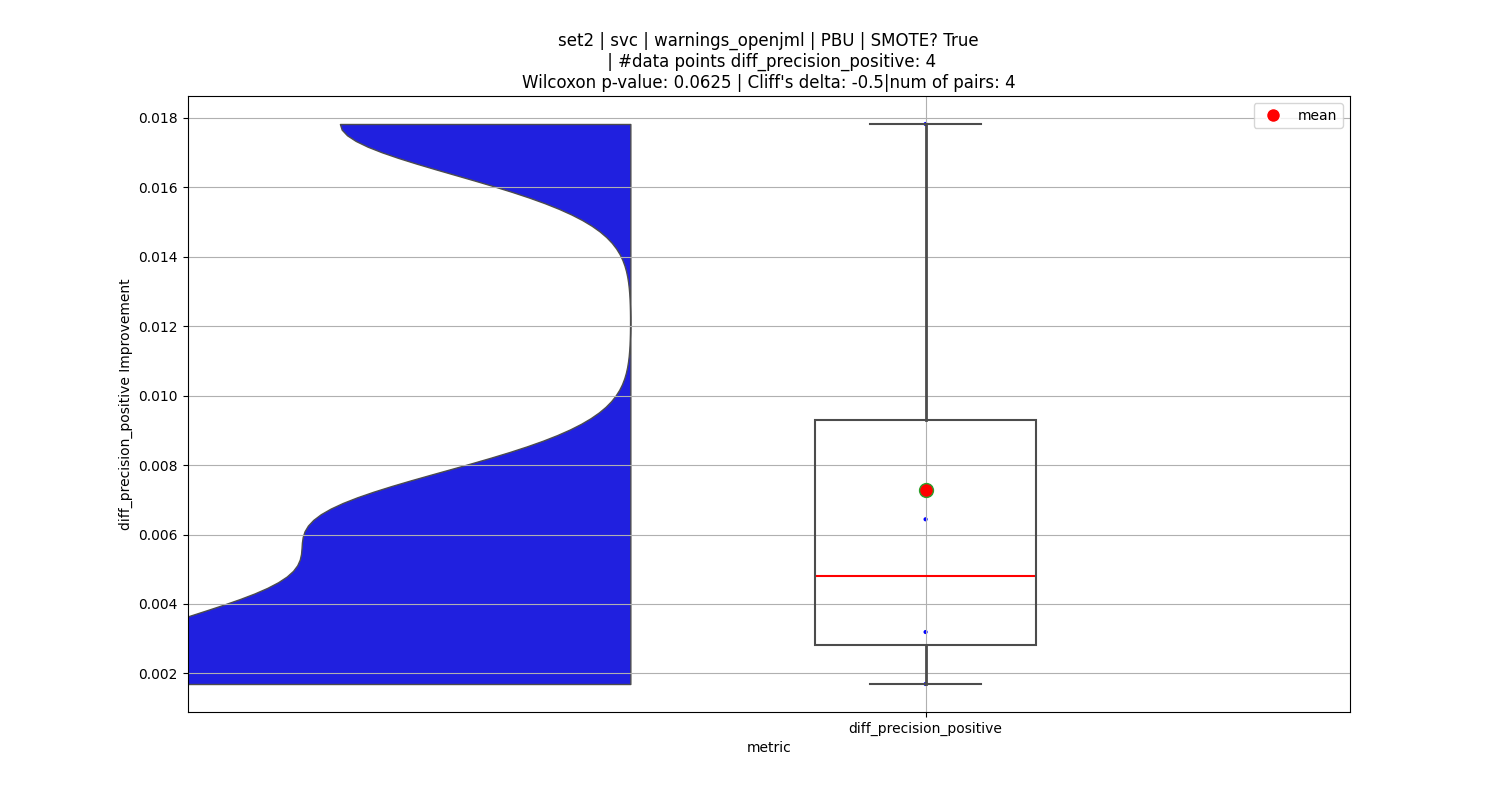 set2 | svc | warnings_openjml | PBU | SMOTE? True
| #data points diff_precision_positive: 4
Wilcoxon p-value: 0.0625 | Cliff's delta: -0.5|num of pairs: 4
mean
0.018
0.016
0.014
0.012
0.010
0.008
0.006
0.004
0.002
diff_precision_positive Improvement
diff_precision_positive
metric